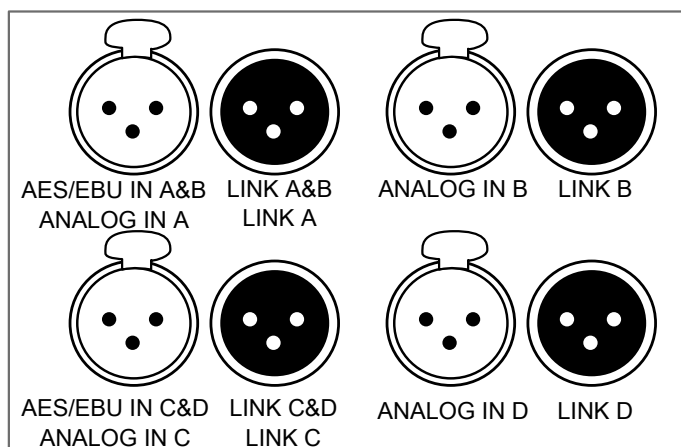 AES/EBU IN A&B LINK A&B ANALOG IN B LINK B
ANALOG IN A LINK A
AES/EBU IN C&D LINK C&D ANALOG IN D LINK D
ANALOG IN C LINK C